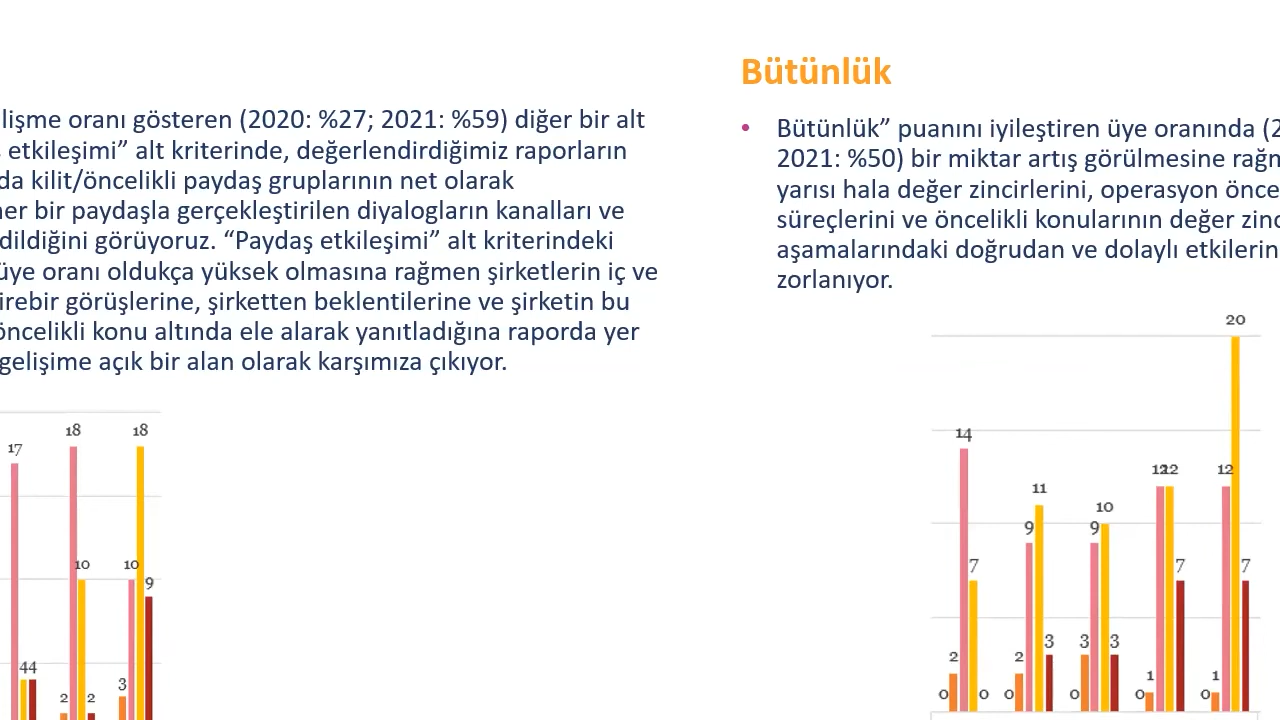 lişme oranı gösteren (2020: %27; 2021: %59) diğer bir alt
etkileşimi” alt kriterinde, değerlendirdiğimiz raporların
da kilit/öncelikli paydaş gruplarının net olarak
her bir paydaşla gerçekleştirilen diyalogların kanalları ve
dildiğini görüyoruz. “Paydaş etkileşimi” alt kriterindeki
üye oranı oldukça yüksek olmasına rağmen şirketlerin iç ve
irebir görüşlerine, şirketten beklentilerine ve şirketin bu
öncelikli konu altında ele alarak yanıtladığına raporda yer
gelişime açık bir alan olarak karşımıza çıkıyor.
17
18
18
10
10
9
44
2
2
3
Bütünlük
• Bütünlük” puanını iyileştiren üye oranında (2
2021: %50) bir miktar artış görülmesine rağm
yarısı hala değer zincirlerini, operasyon önce
süreçlerini ve öncelikli konularının değer zinc
aşamalarındaki doğrudan ve dolaylı etkilerin
zorlanıyor.
20
14
12 12
12
11
10
9
9
7
7
7
2
2
3
3
3
1
1
0
0
0
0
0
0